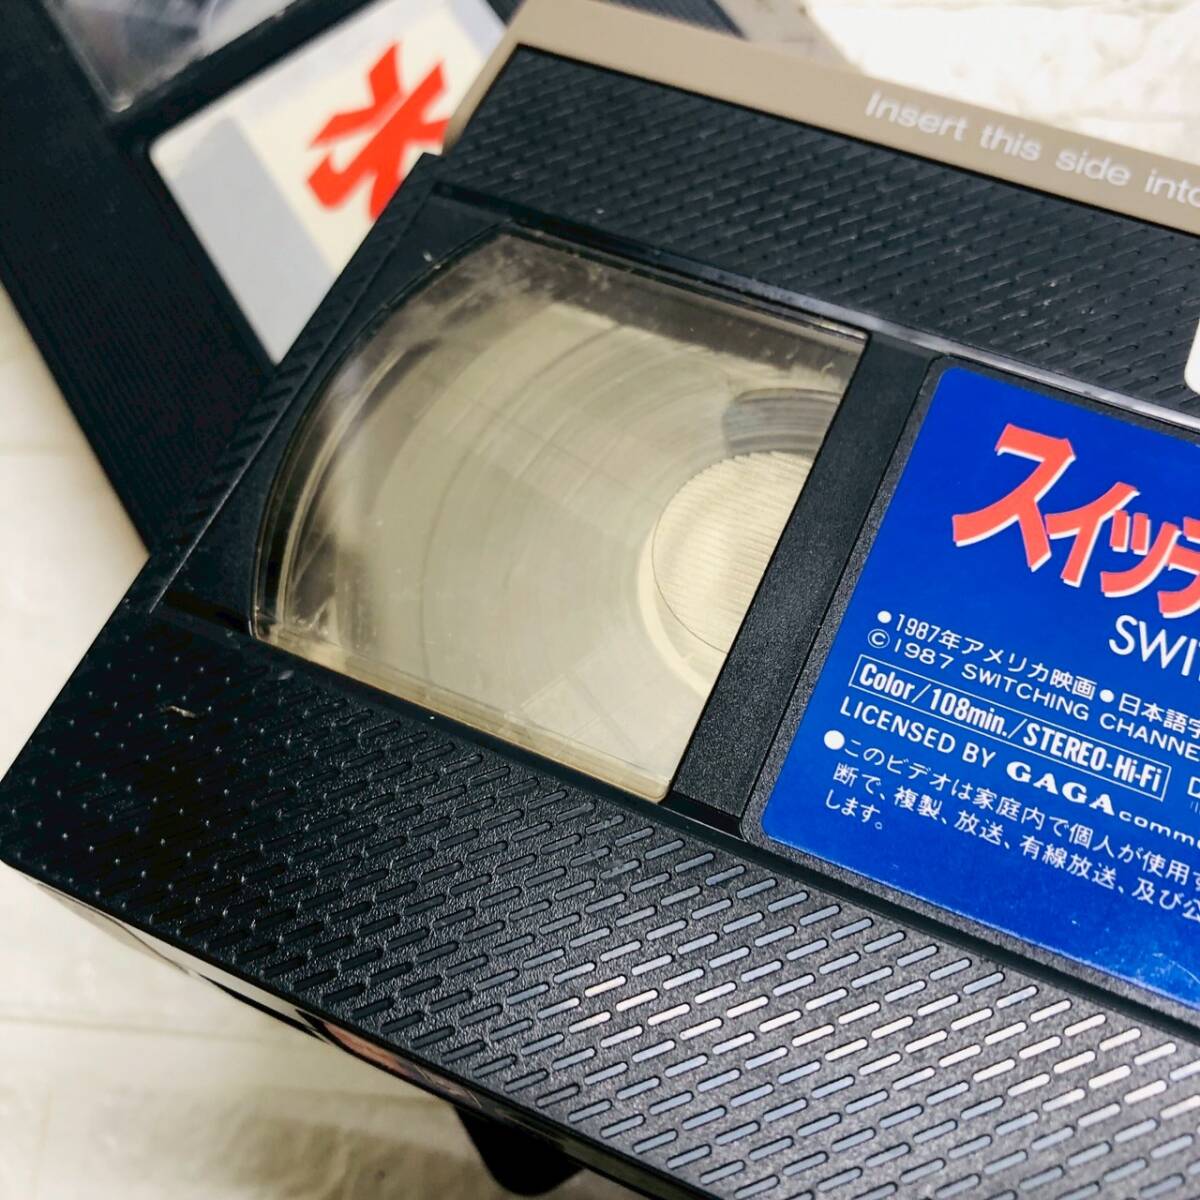 Insert this side into
スイッチ
SWIT
●1987年アメリカ映画●日本語字
©1987 SWITCHING CHANNE
Color/108min./STEREO-Hi-Fi
LICENSED BY GAGA comm
●このビデオは家庭内で個人が使用す
断で、複製、放送、有線放送、及び公
します。